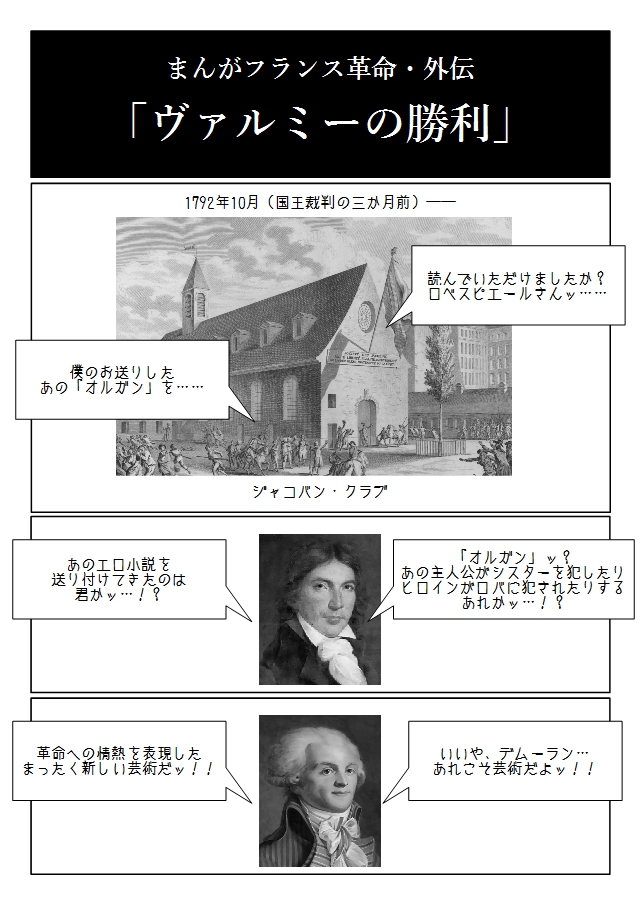 まんがフランス革命・外伝
「ヴァルミーの勝利」
1792年10月（国王裁判の三か月前）――
読んでいただけましたか？
ロベスピエールさんッ……
僕のお送りした
あの「オルガン」を……
ジャコバン・クラブ
「オルガン」ッ？
あの主人公がシスターを犯したり
ヒロインがロバに犯されたりする
あれがッ…！？
あのエロ小説を
送り付けてきたのは
君かッ…！？
いいや、デムーラン…
あれこそ芸術だよッ！！
革命への情熱を表現した
まったく新しい芸術だッ！！